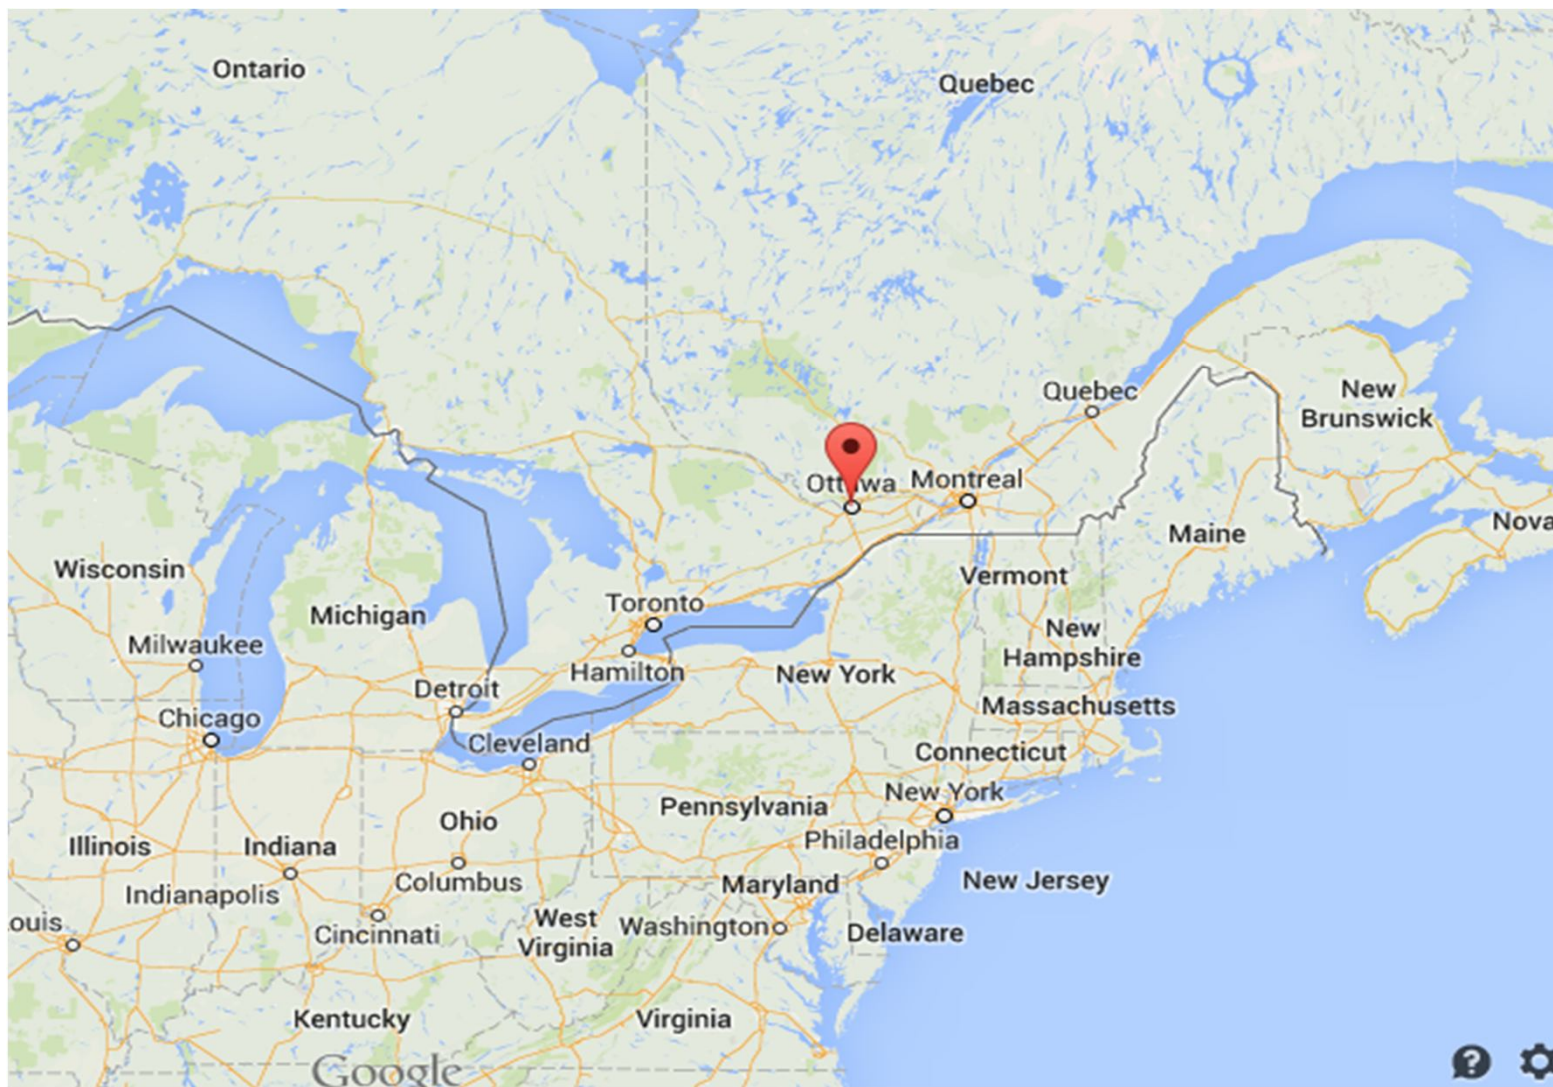 Ontario
Quebec
Quebec
New
Brunswick
Ottawa
Montreal
Nova
Maine
Wisconsin
Vermont
Michigan
Toronto
New
Hampshire
Milwaukee
Hamilton
New York
Detroit
Massachusetts
Chicago
Cleveland
Connecticut
New York
Pennsylvania
Ohio
Philadelphia
Illinois
Indiana
Columbus
Maryland
New Jersey
Indianapolis
ouis
Cincinnati
West
Virginia
Washington
Delaware
Kentucky
Virginia
Google
?